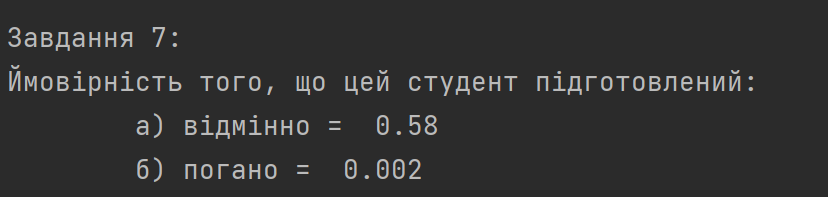 Завдання 7:
Ймовірність того, що цей студент підготовлений:
а) відмінно =  0.58
б) погано =  0.002